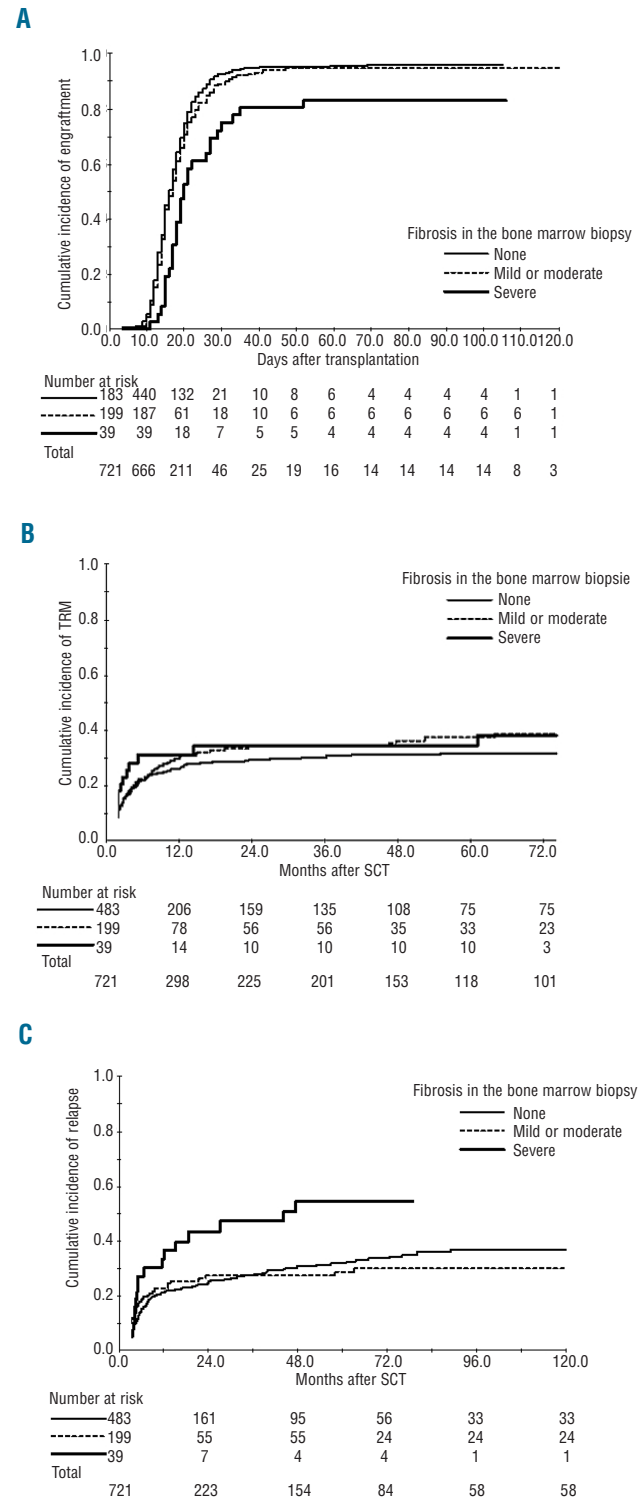 A
1.0
0.8
0.6
0.4
0.2
0.0
Cumulative incidence of engraftment
Fibrosis in the bone marrow biopsy
None
Mild or moderate
Severe
0.0 10.0 20.0 30.0 40.0 50.0 60.0 70.0 80.0 90.0 100.0 110.0 120.0
Days after transplantation
Number at risk
183 440 132 21 10 8 6 4 4 4 4 1 1
199 187 61 18 10 6 6 6 6 6 6 6 1
39 39 18 7 5 5 4 4 4 4 4 1 1
Total
721 666 211 46 25 19 16 14 14 14 14 8 3
B
1.0
0.8
0.6
0.4
0.2
0.0
Cumulative incidence of TRM
Fibrosis in the bone marrow biopsie
None
Mild or moderate
Severe
0.0 12.0 24.0 36.0 48.0 60.0 72.0
Months after SCT
Number at risk
483 206 159 135 108 75 75
199 78 56 56 35 33 23
39 14 10 10 10 10 3
Total
721 298 225 201 153 118 101
C
1.0
0.8
0.6
0.4
0.2
0.0
Cumulative incidence of relapse
Fibrosis in the bone marrow biopsy
None
Mild or moderate
Severe
0.0 24.0 48.0 72.0 96.0 120.0
Months after SCT
Number at risk
483 161 95 56 33 33
199 55 55 24 24 24
39 7 4 4 1 1
Total
721 223 154 84 58 58